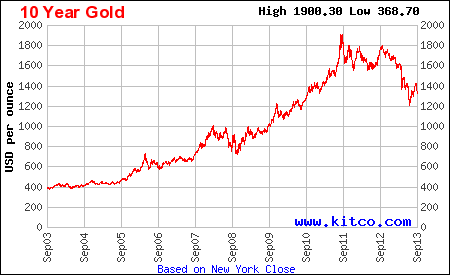 10 Year Gold
High 1900.30 Low 368.70
USD per ounce
2000 2000
1800 1800
1600 1600
1400 1400
1200 1200
1000 1000
800 800
600 600
400 400
200 200
www.kitco.com
Sep03 Sep04 Sep05 Sep06 Sep07 Sep08 Sep09 Sep10 Sep11 Sep12 Sep13
Based on New York Close